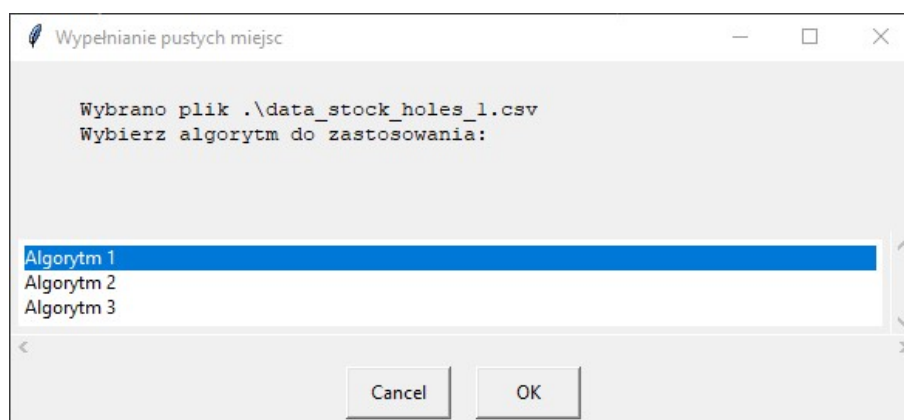 Wypełnianie pustych miejsc
Wybrano plik .\data_stock_holes_1.csv
Wybierz algorytm do zastosowania:
Algorytm 1
Algorytm 2
Algorytm 3
Cancel OK